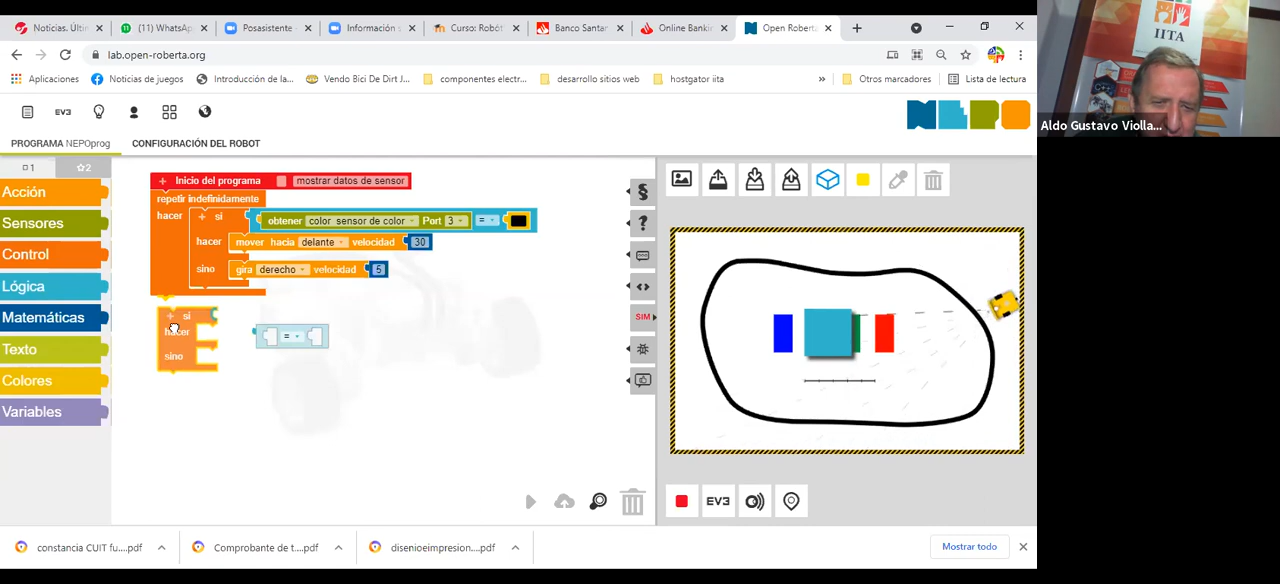 Noticias. Últim
(11) WhatsAp
Posasistente
Información
Curso: Robót
Banco Santar
Online Bankin
Open Roberta
lab.open-roberta.org
Aplicaciones
Noticias de juegos
Introducción de la...
Vendo Bici De Dirt J...
componentes electr...
desarrollo sitios web
hostgator iita
»
Otros marcadores
Lista de lectura
IITA
Aldo Gustavo Violla...
EV3
PROGRAMA NEPOprog
CONFIGURACIÓN DEL ROBOT
1
2
Acción
Sensores
Control
Lógica
Matemáticas
Texto
Colores
Variables
+ Inicio del programa mostrar datos de sensor
repetir indefinidamente
hacer + si obtener color sensor de color Port 3 =
hacer mover hacia delante velocidad 30
sino gira derecho velocidad 5
+ si
hacer
=
sino
§
?
SIM
EV3
constancia CUIT fu....pdf
Comprobante de t....pdf
disenioeimpresion....pdf
Mostrar todo